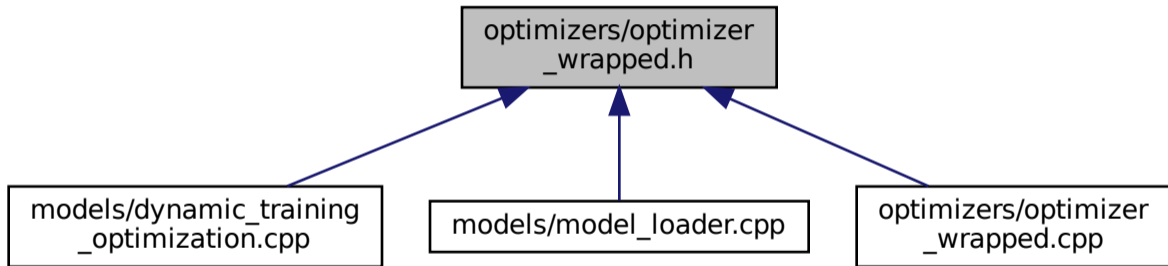 optimizers/optimizer
_wrapped.h
models/dynamic_training
_optimization.cpp
models/model_loader.cpp
optimizers/optimizer
_wrapped.cpp